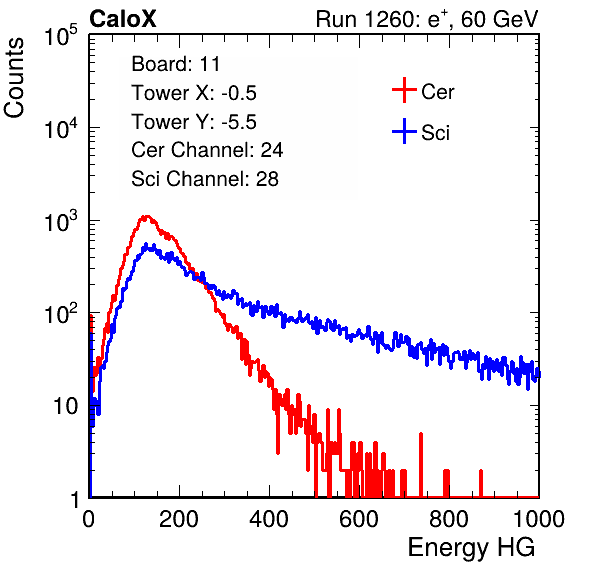 CaloX Run 1260: e⁺, 60 GeV
Counts
Board: 11
Tower X: -0.5
Tower Y: -5.5
Cer Channel: 24
Sci Channel: 28
Cer
Sci
10⁵
10⁴
10³
10²
10
1
0 200 400 600 800 1000
Energy HG